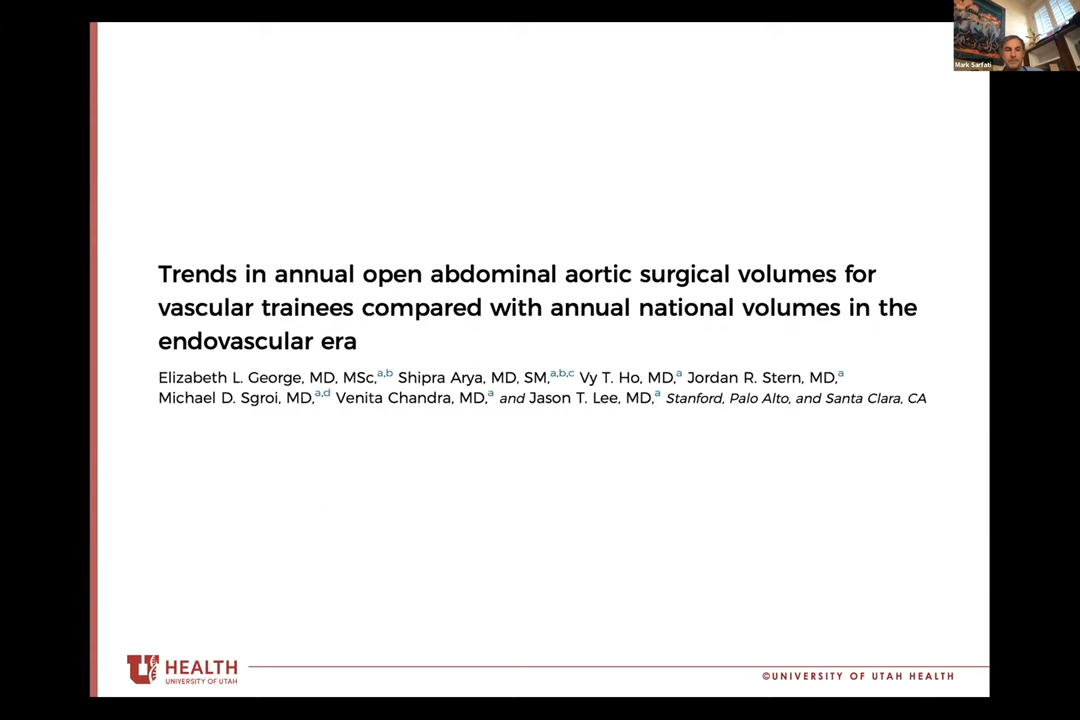 Mark Sarfati
Trends in annual open abdominal aortic surgical volumes for
vascular trainees compared with annual national volumes in the
endovascular era
Elizabeth L. George, MD, MSc,a,b Shipra Arya, MD, SM,a,b,c Vy T. Ho, MD,a Jordan R. Stern, MD,a
Michael D. Sgroi, MD,a,d Venita Chandra, MD,a and Jason T. Lee, MD,a Stanford, Palo Alto, and Santa Clara, CA
U HEALTH
UNIVERSITY OF UTAH
©UNIVERSITY OF UTAH HEALTH